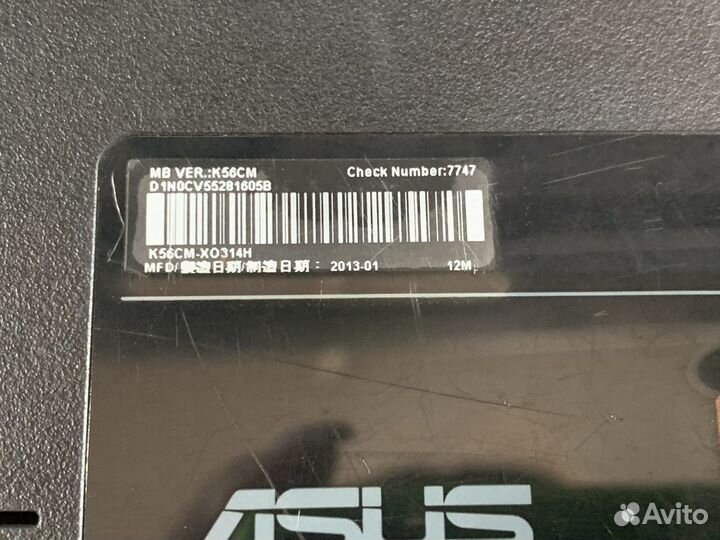 MB VER.:K56CM Check Number:7747
D1N0CV55281605B
K56CM-XO314H
MFD/製造日期/制造日期: 2013-01 12M
ASUS
Avito